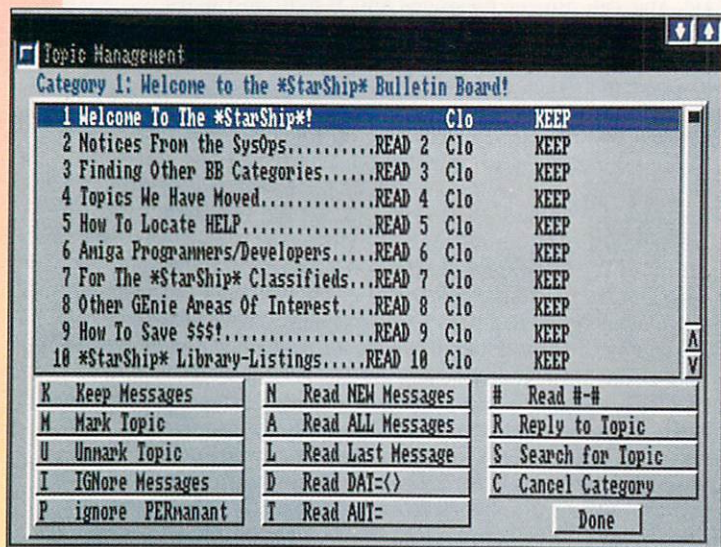 Topic Management
Category 1: Welcome to the *StarShip* Bulletin Board!
1 Welcome To The *StarShip*! Clo KEEP
2 Notices From the SysOps..........READ 2 Clo KEEP
3 Finding Other BB Categories......READ 3 Clo KEEP
4 Topics We Have Moved.............READ 4 Clo KEEP
5 How To Locate HELP...............READ 5 Clo KEEP
6 Amiga Programmers/Developers.....READ 6 Clo KEEP
7 For The *StarShip* Classifieds...READ 7 Clo KEEP
8 Other GEnie Areas Of Interest....READ 8 Clo KEEP
9 How To Save $$$!.................READ 9 Clo KEEP
10 *StarShip* Library-Listings.....READ 10 Clo KEEP
K Keep Messages N Read NEW Messages # Read #-#
M Mark Topic A Read ALL Messages R Reply to Topic
U Unmark Topic L Read Last Message S Search for Topic
I IGNore Messages D Read DAT=<> C Cancel Category
P ignore PERmanant T Read AUT= Done